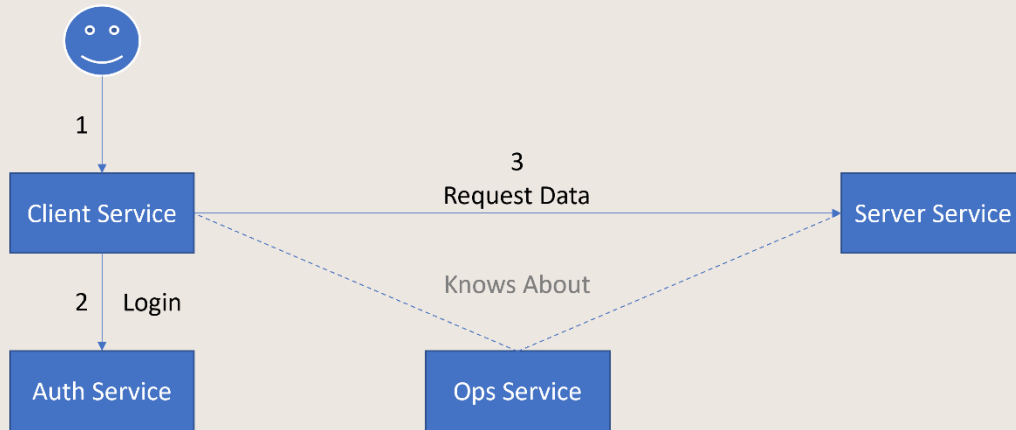 1
3
Request Data
Client Service
Server Service
Knows About
2
Login
Auth Service
Ops Service